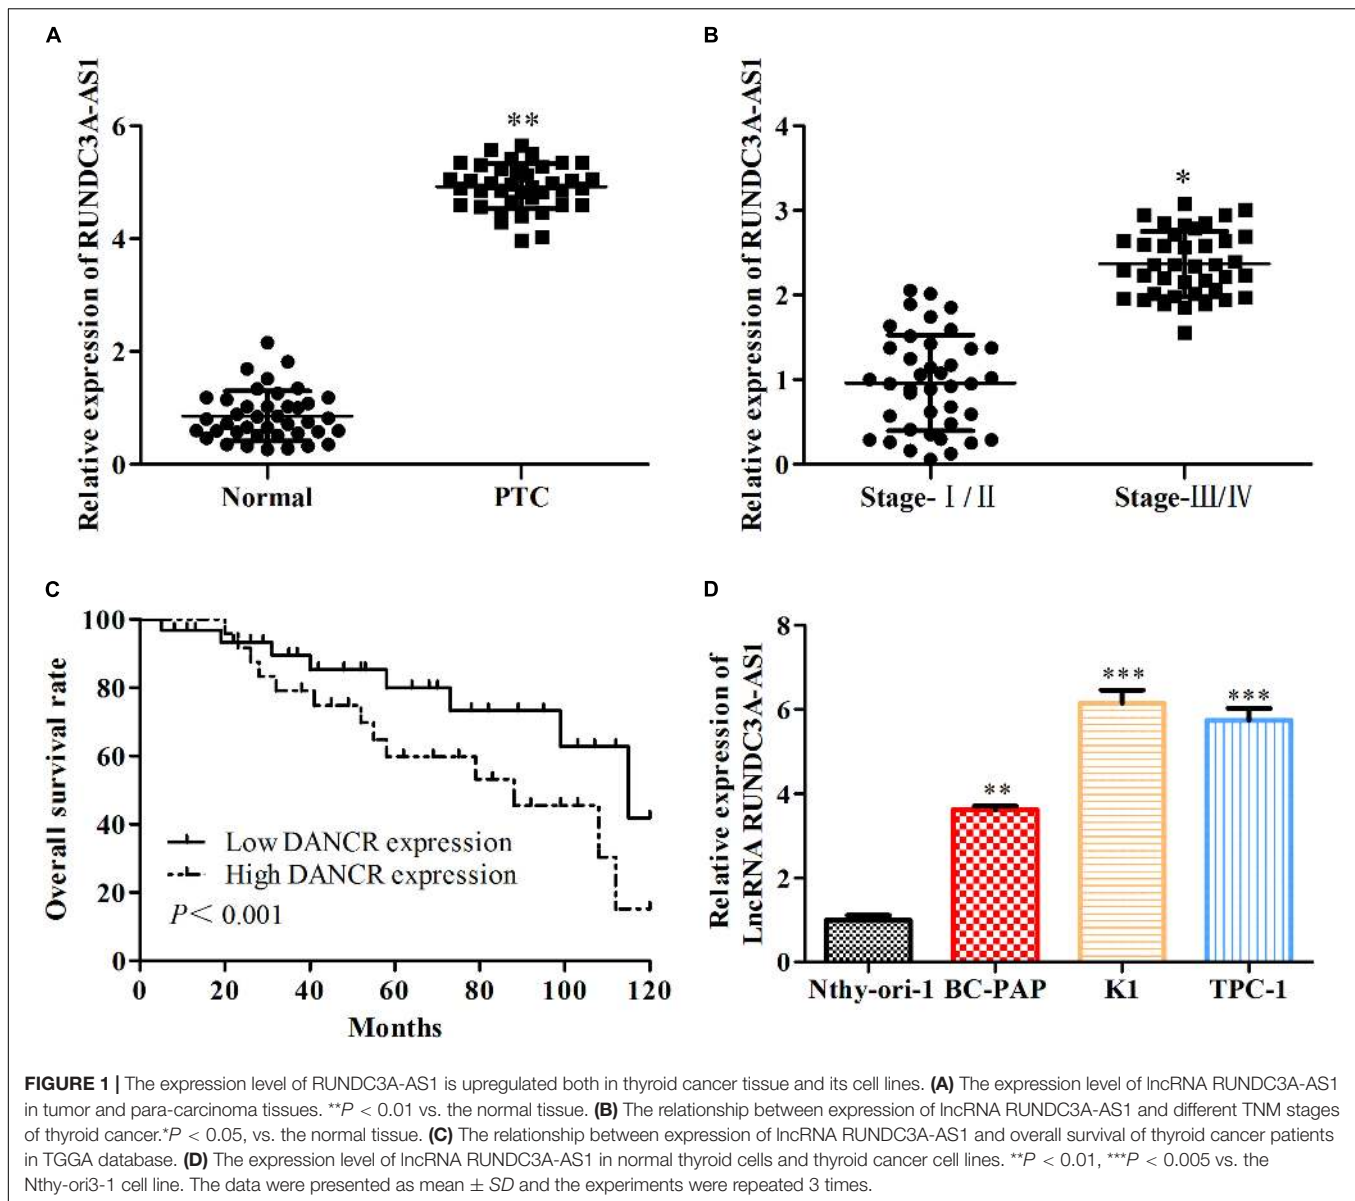 A
Relative expression of RUNDC3A-AS1
6
4
2
0
**
Normal
PTC
B
Relative expression of RUNDC3A-AS1
4
3
2
1
0
*
Stage-Ⅰ/Ⅱ
Stage-Ⅲ/Ⅳ
C
Overall survival rate
100
80
60
40
20
0
Low DANCR expression
High DANCR expression
P< 0.001
0
20
40
60
80
100
120
Months
D
Relative expression of
LncRNA RUNDC3A-AS1
8
6
4
2
0
**
***
***
Nthy-ori-1
BC-PAP
K1
TPC-1
FIGURE 1 | The expression level of RUNDC3A-AS1 is upregulated both in thyroid cancer tissue and its cell lines. (A) The expression level of lncRNA RUNDC3A-AS1
in tumor and para-carcinoma tissues. **P < 0.01 vs. the normal tissue. (B) The relationship between expression of lncRNA RUNDC3A-AS1 and different TNM stages
of thyroid cancer.*P < 0.05, vs. the normal tissue. (C) The relationship between expression of lncRNA RUNDC3A-AS1 and overall survival of thyroid cancer patients
in TGGA database. (D) The expression level of lncRNA RUNDC3A-AS1 in normal thyroid cells and thyroid cancer cell lines. **P < 0.01, ***P < 0.005 vs. the
Nthy-ori3-1 cell line. The data were presented as mean ± SD and the experiments were repeated 3 times.